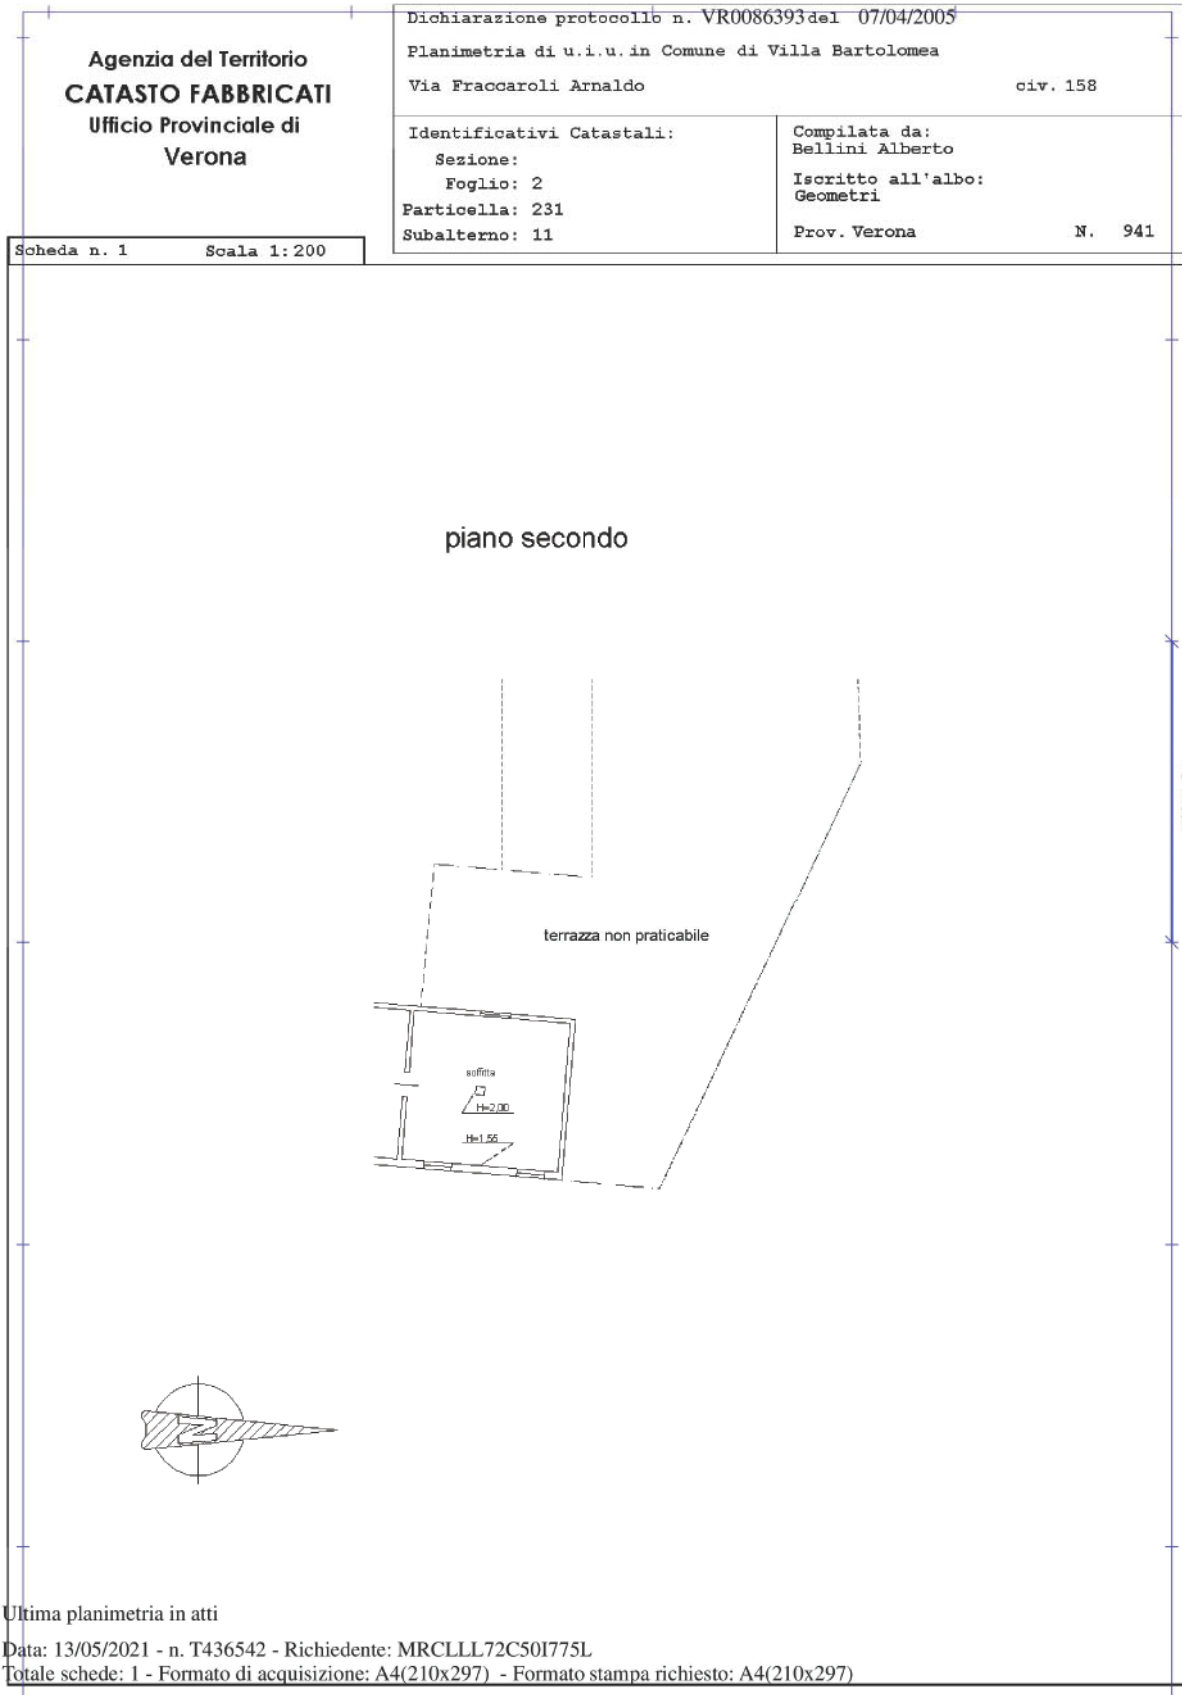 Agenzia del Territorio
CATASTO FABBRICATI
Ufficio Provinciale di
Verona
Dichiarazione protocollo n. VR0086393 del 07/04/2005
Planimetria di u.i.u. in Comune di Villa Bartolomea
Via Fraccaroli Arnaldo civ. 158
Identificativi Catastali:
Sezione:
Foglio: 2
Particella: 231
Subalterno: 11
Compilata da:
Bellini Alberto
Iscritto all'albo:
Geometri
Prov. Verona N. 941
Scheda n. 1 Scala 1:200
piano secondo
terrazza non praticabile
soffitta
H=2,00
H=1,55
N
Ultima planimetria in atti
Data: 13/05/2021 - n. T436542 - Richiedente: MRCLLL72C50I775L
Totale schede: 1 - Formato di acquisizione: A4(210x297) - Formato stampa richiesto: A4(210x297)